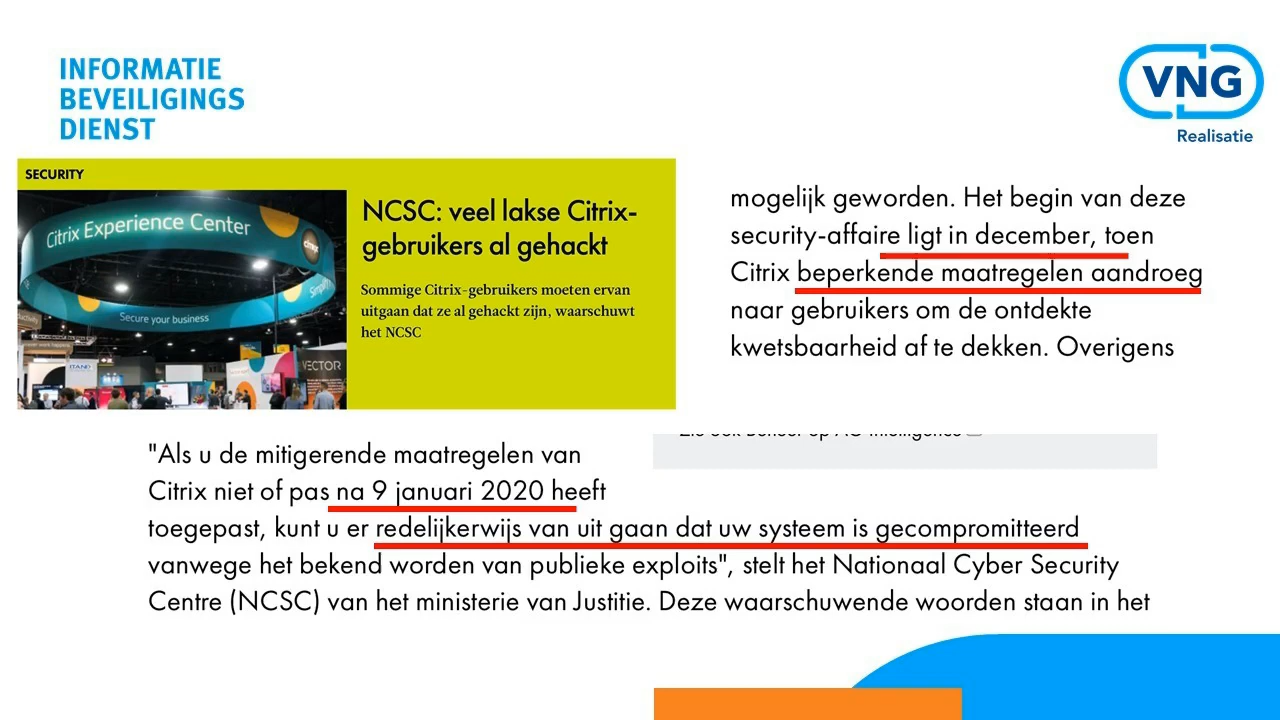 INFORMATIE
BEVEILIGINGS
DIENST
VNG
Realisatie
SECURITY
Citrix Experience Center
citrix
Secure your business
VECTOR
NCSC: veel lakse Citrix-
gebruikers al gehackt
Sommige Citrix-gebruikers moeten ervan
uitgaan dat ze al gehackt zijn, waarschuwt
het NCSC
mogelijk geworden. Het begin van deze
security-affaire ligt in december, toen
Citrix beperkende maatregelen aandroeg
naar gebruikers om de ontdekte
kwetsbaarheid af te dekken. Overigens
"Als u de mitigerende maatregelen van
Citrix niet of pas na 9 januari 2020 heeft
toegepast, kunt u er redelijkerwijs van uit gaan dat uw systeem is gecompromitteerd
vanwege het bekend worden van publieke exploits", stelt het Nationaal Cyber Security
Centre (NCSC) van het ministerie van Justitie. Deze waarschuwende woorden staan in het